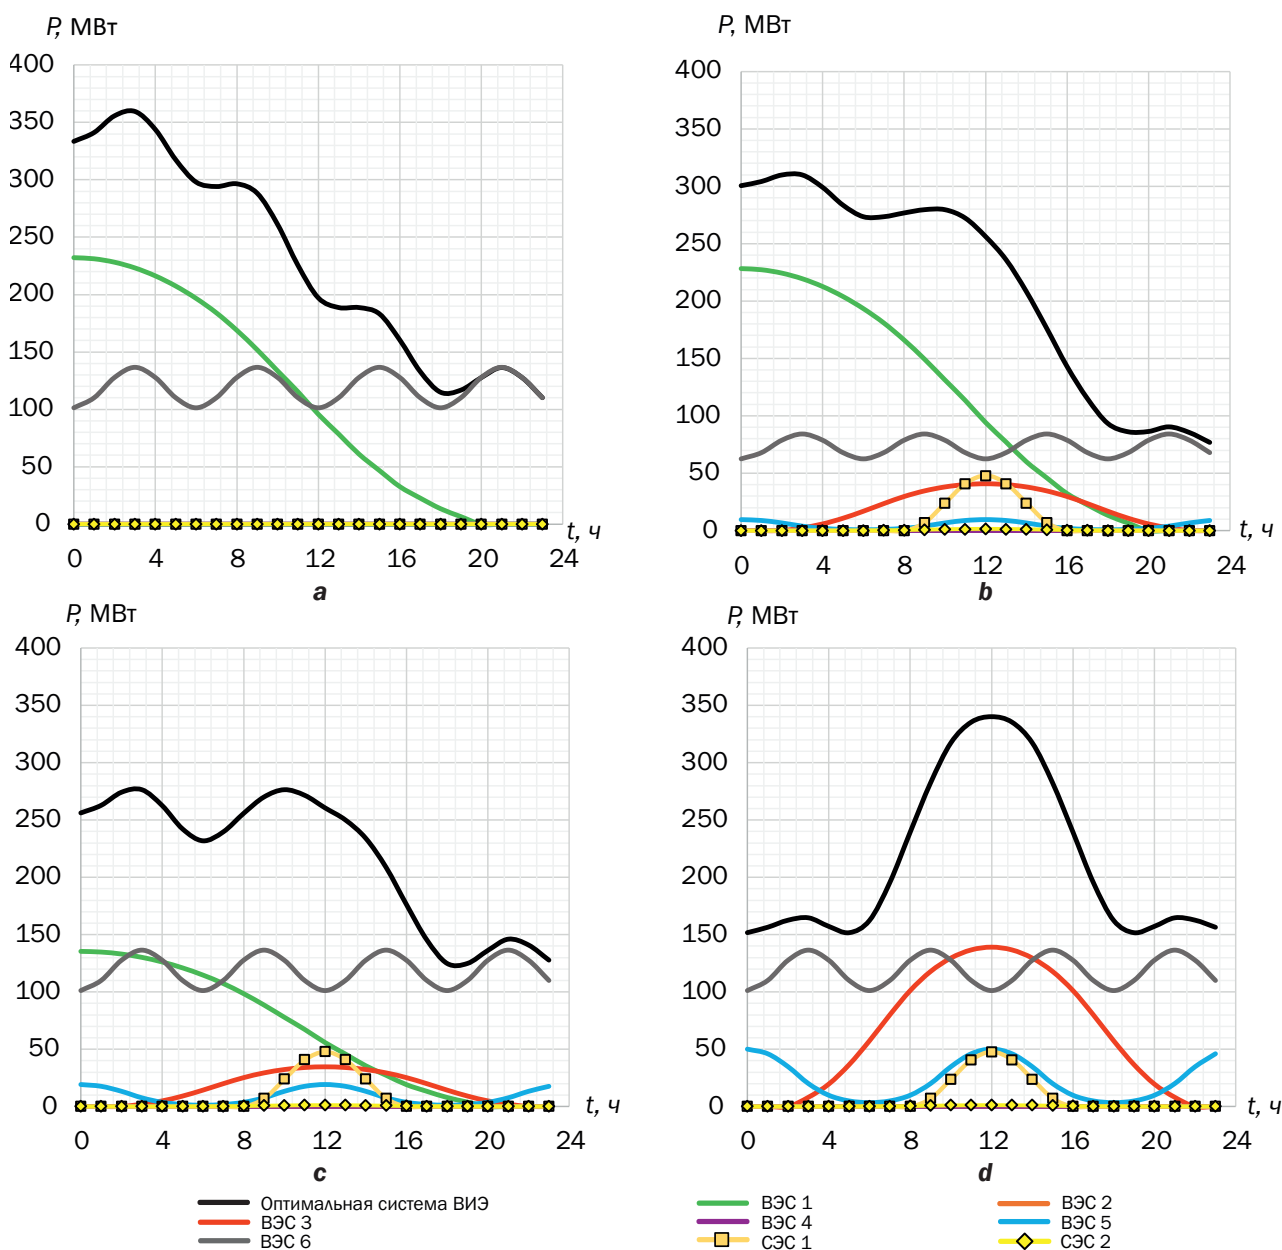 P, МВт
400
350
300
250
200
150
100
50
0
0 4 8 12 16 20 24
t, ч
a
P, МВт
400
350
300
250
200
150
100
50
0
0 4 8 12 16 20 24
t, ч
b
P, МВт
400
350
300
250
200
150
100
50
0
0 4 8 12 16 20 24
t, ч
c
P, МВт
400
350
300
250
200
150
100
50
0
0 4 8 12 16 20 24
t, ч
d
Оптимальная система ВИЭ
ВЭС 3
ВЭС 6
ВЭС 1
ВЭС 4
СЭС 1
ВЭС 2
ВЭС 5
СЭС 2